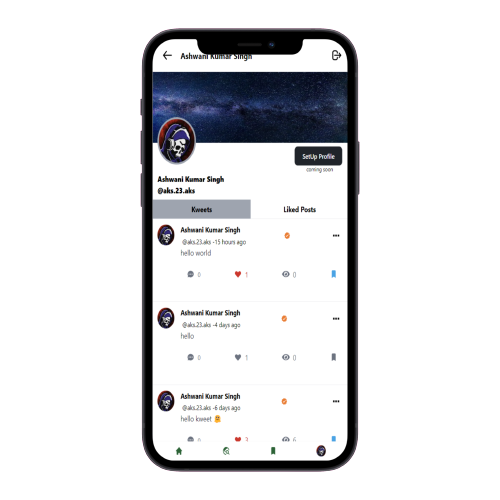 Ashwani Kumar Singh
SetUp Profile
coming soon
Ashwani Kumar Singh
@aks.23.aks
Kweets Liked Posts
Ashwani Kumar Singh
@aks.23.aks -15 hours ago
hello world
0 1 0
Ashwani Kumar Singh
@aks.23.aks -4 days ago
hello
0 1 0
Ashwani Kumar Singh
@aks.23.aks -6 days ago
hello kweet 🤗
0 3 6